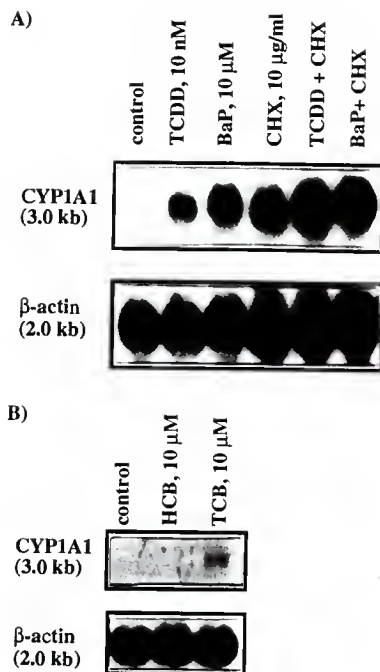 A)
control
TCDD, 10 nM
BaP, 10 µM
CHX, 10 µg/ml
TCDD + CHX
BaP+ CHX
CYP1A1
(3.0 kb)
β-actin
(2.0 kb)
B)
control
HCB, 10 µM
TCB, 10 µM
CYP1A1
(3.0 kb)
β-actin
(2.0 kb)